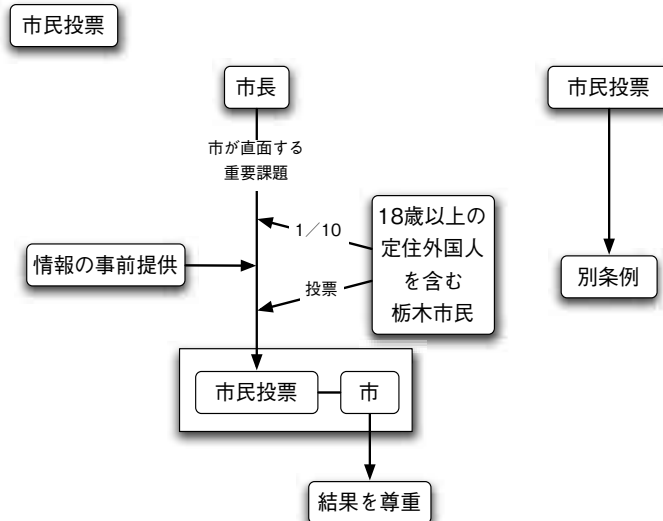 市民投票
市長
市民投票
市が直面する
重要課題
1／10
18歳以上の
定住外国人
を含む
栃木市民
情報の事前提供
投票
別条例
市民投票
市
結果を尊重